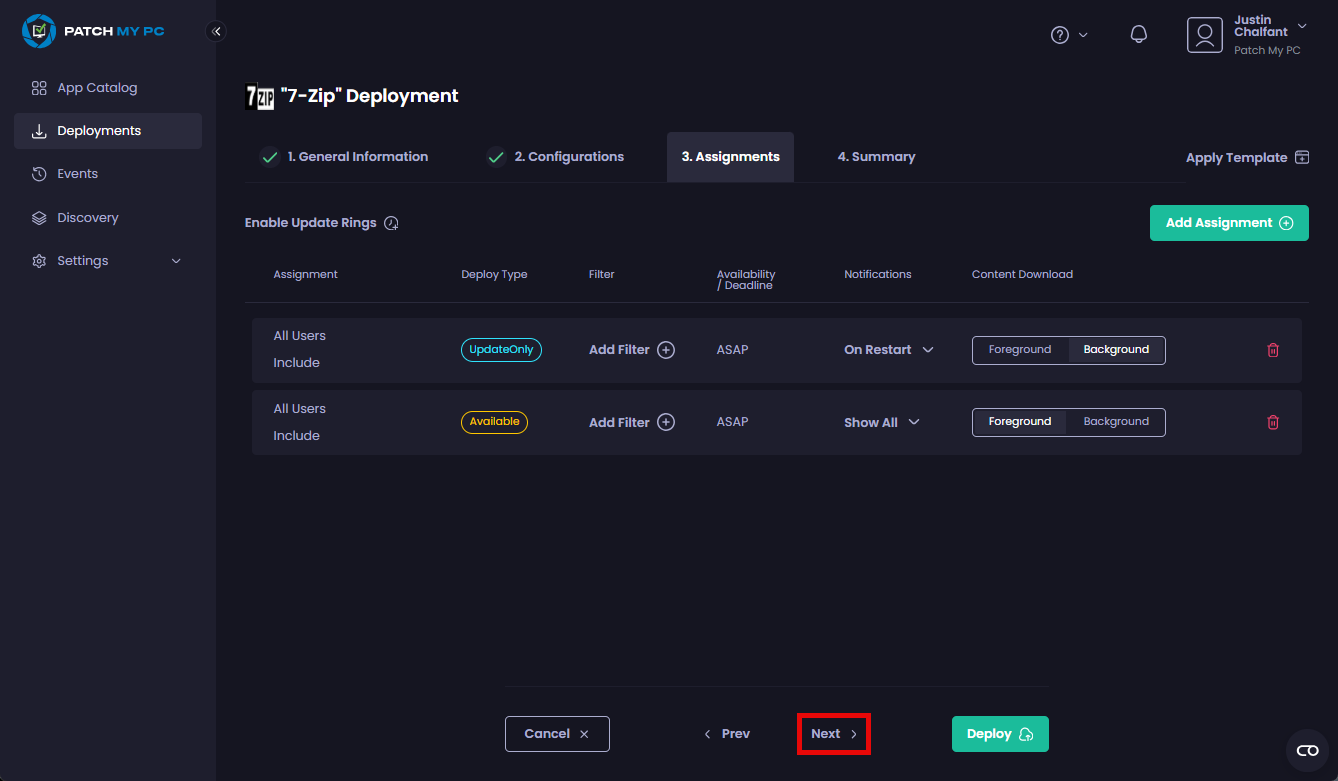 PATCH MY PC
Justin
Chalfant
Patch My PC
App Catalog
Deployments
Events
Discovery
Settings
7ZIP "7-Zip" Deployment
1. General Information
2. Configurations
3. Assignments
4. Summary
Apply Template
Enable Update Rings
Add Assignment
Assignment
Deploy Type
Filter
Availability
/ Deadline
Notifications
Content Download
All Users
Include
UpdateOnly
Add Filter
ASAP
On Restart
Foreground
Background
All Users
Include
Available
Add Filter
ASAP
Show All
Foreground
Background
Cancel
Prev
Next
Deploy